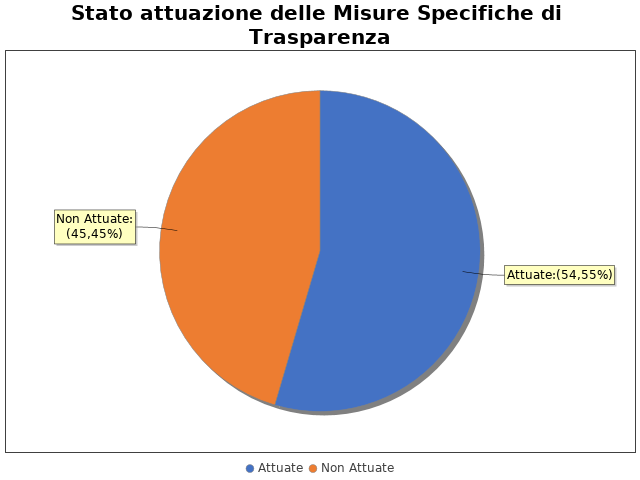 Stato attuazione delle Misure Specifiche di
Trasparenza
Non Attuate:
(45,45%)
Attuate:(54,55%)
Attuate
Non Attuate